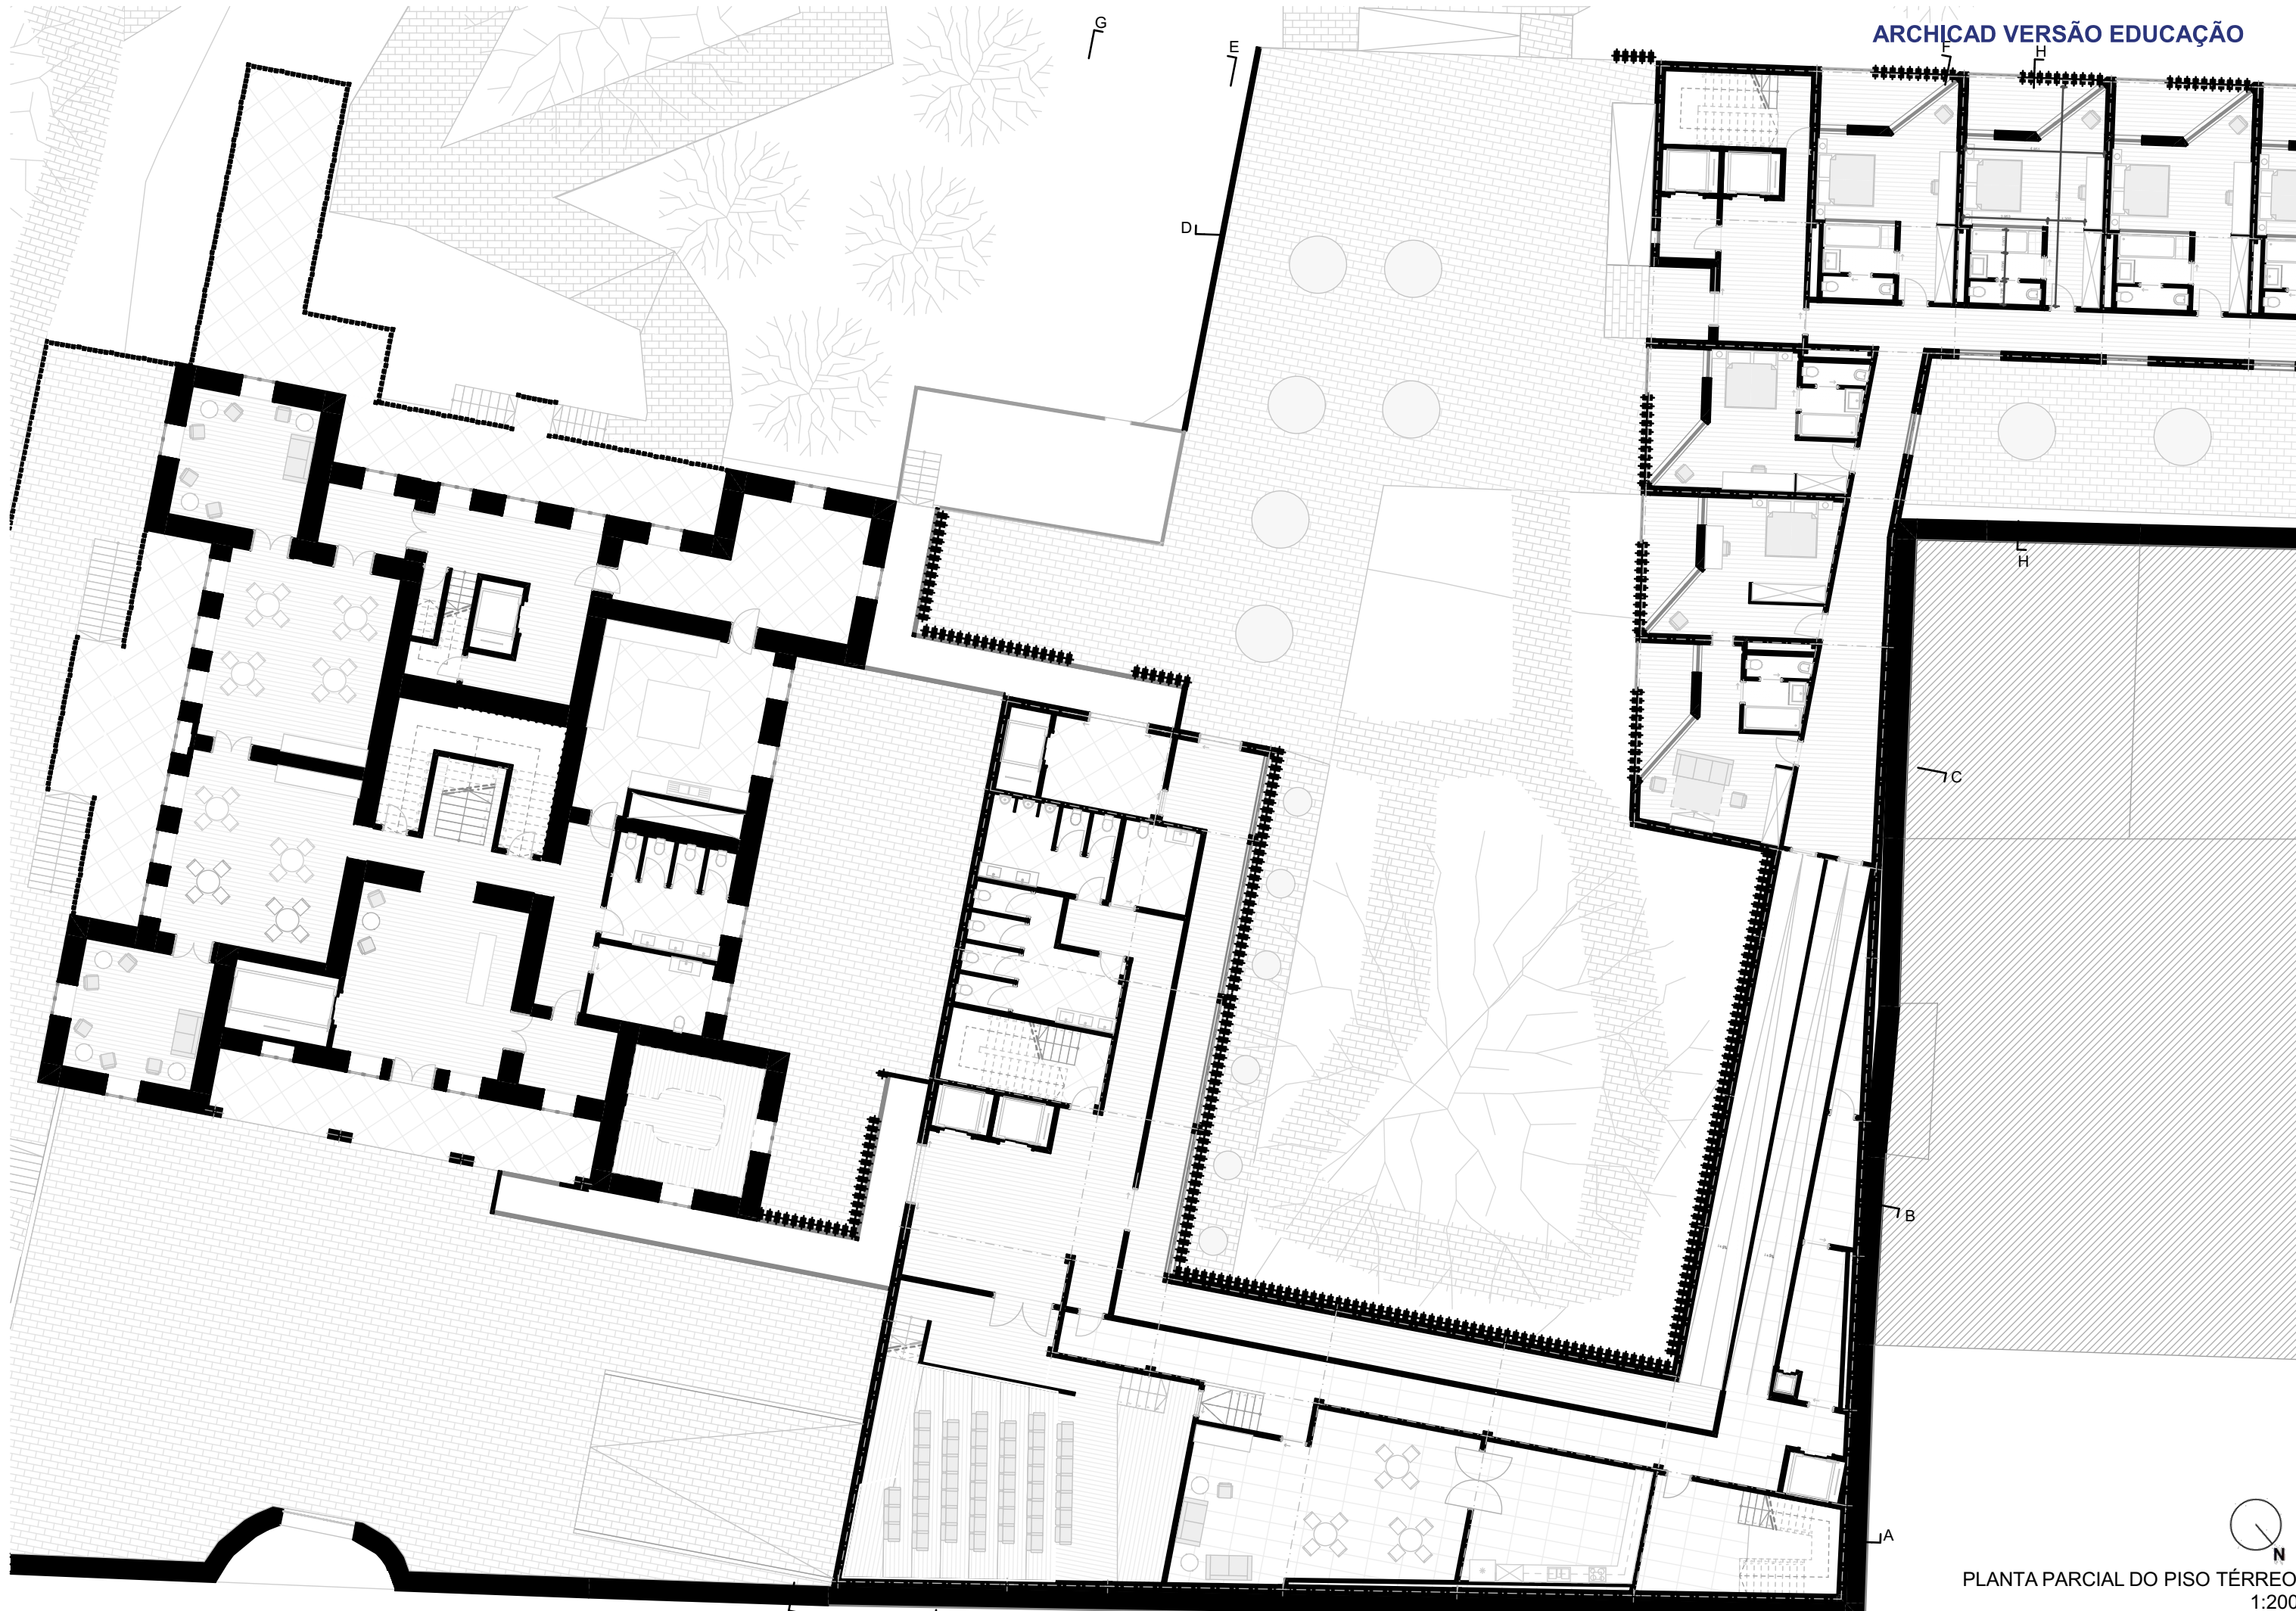 ARCHICAD VERSÃO EDUCAÇÃO
G
E
F
H
D
H
C
B
A
N
PLANTA PARCIAL DO PISO TÉRREO
1:200